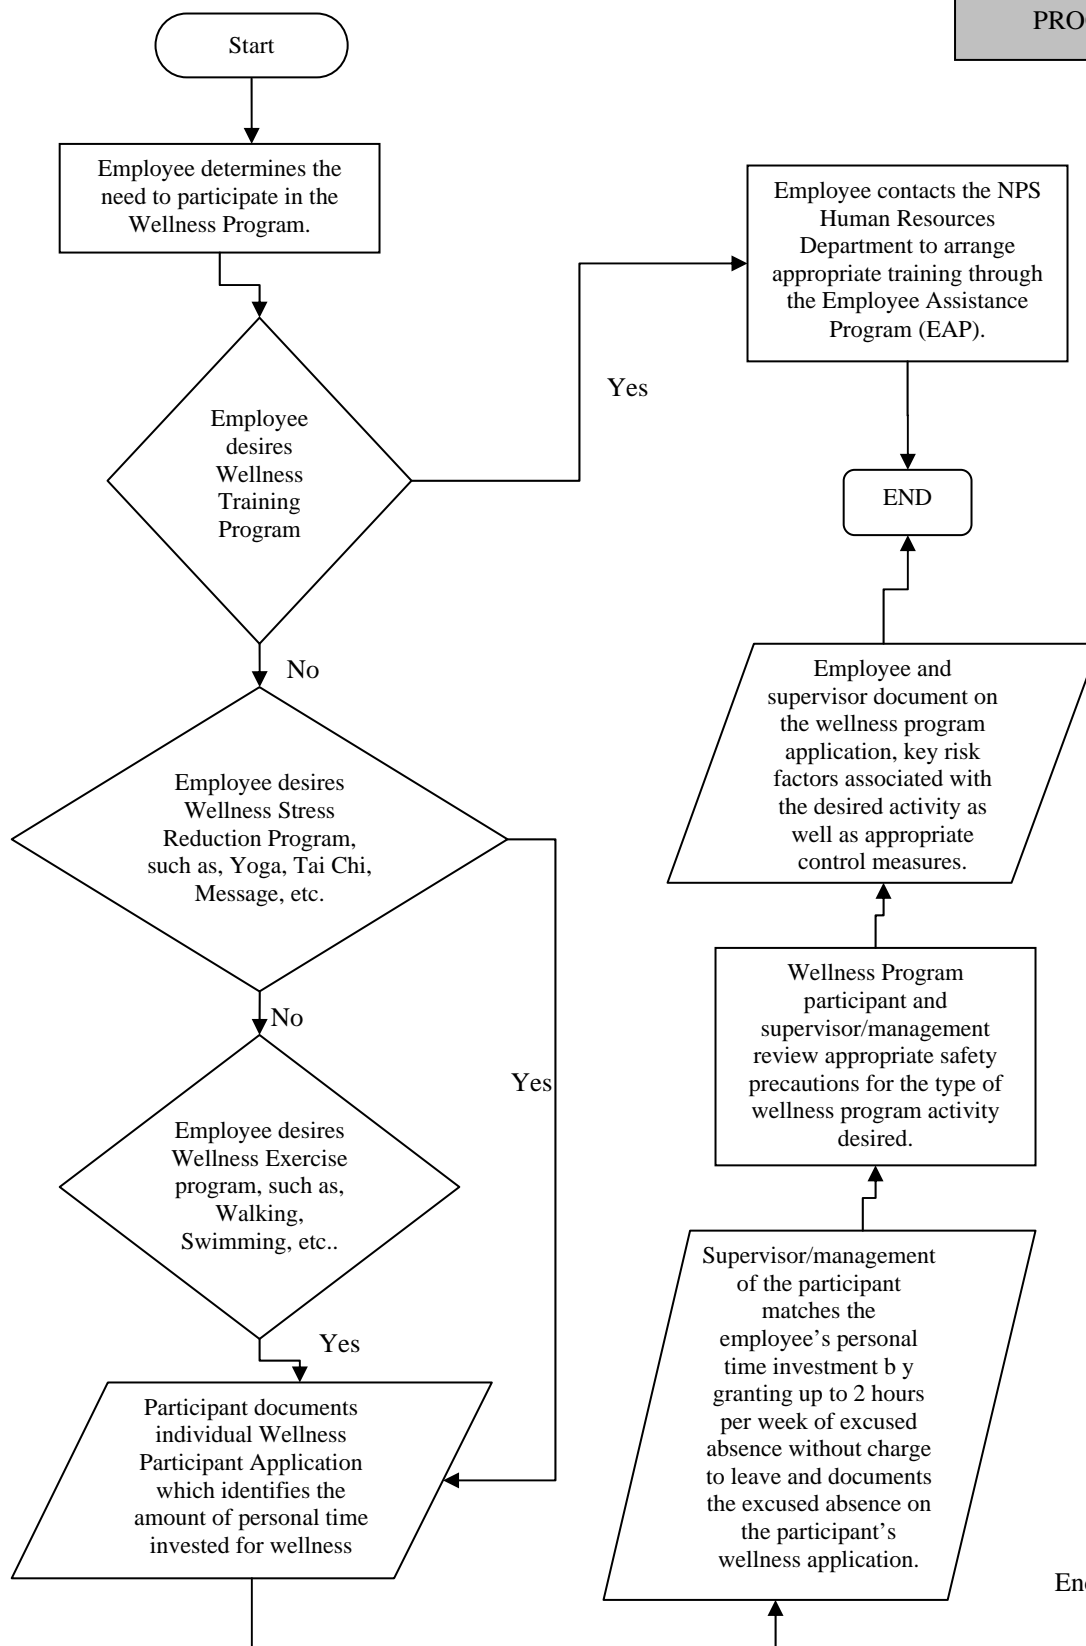 PRO
Start
Employee determines the
need to participate in the
Wellness Program.
Employee contacts the NPS
Human Resources
Department to arrange
appropriate training through
the Employee Assistance
Program (EAP).
Yes
Employee
desires
Wellness
Training
Program
END
No
Employee and
supervisor document on
the wellness program
application, key risk
factors associated with
the desired activity as
well as appropriate
control measures.
Employee desires
Wellness Stress
Reduction Program,
such as, Yoga, Tai Chi,
Message, etc.
No
Yes
Wellness Program
participant and
supervisor/management
review appropriate safety
precautions for the type of
wellness program activity
desired.
Employee desires
Wellness Exercise
program, such as,
Walking,
Swimming, etc..
Yes
Supervisor/management
of the participant
matches the
employee’s personal
time investment b y
granting up to 2 hours
per week of excused
absence without charge
to leave and documents
the excused absence on
the participant’s
wellness application.
Participant documents
individual Wellness
Participant Application
which identifies the
amount of personal time
invested for wellness